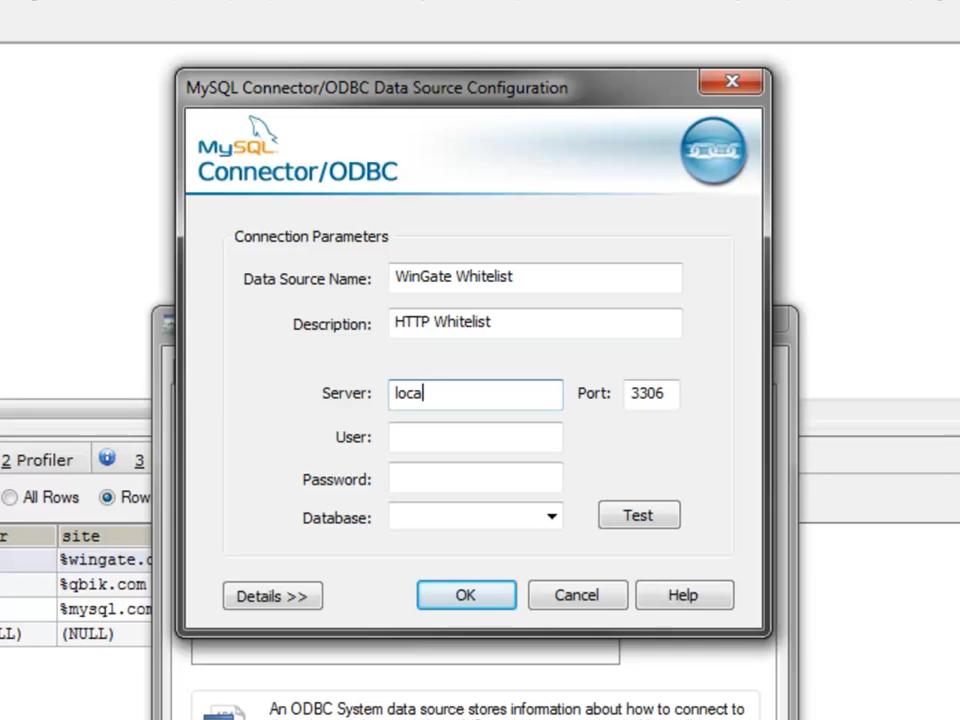 MySQL Connector/ODBC Data Source Configuration
MySQL
Connector/ODBC
Connection Parameters
Data Source Name: WinGate Whitelist
Description: HTTP Whitelist
Server: loca Port: 3306
User:
Password:
Database: Test
Details >> OK Cancel Help
2 Profiler 3
All Rows Row
r site
%wingate.c
%qbik.com
%mysql.com
LL) (NULL)
An ODBC System data source stores information about how to connect to